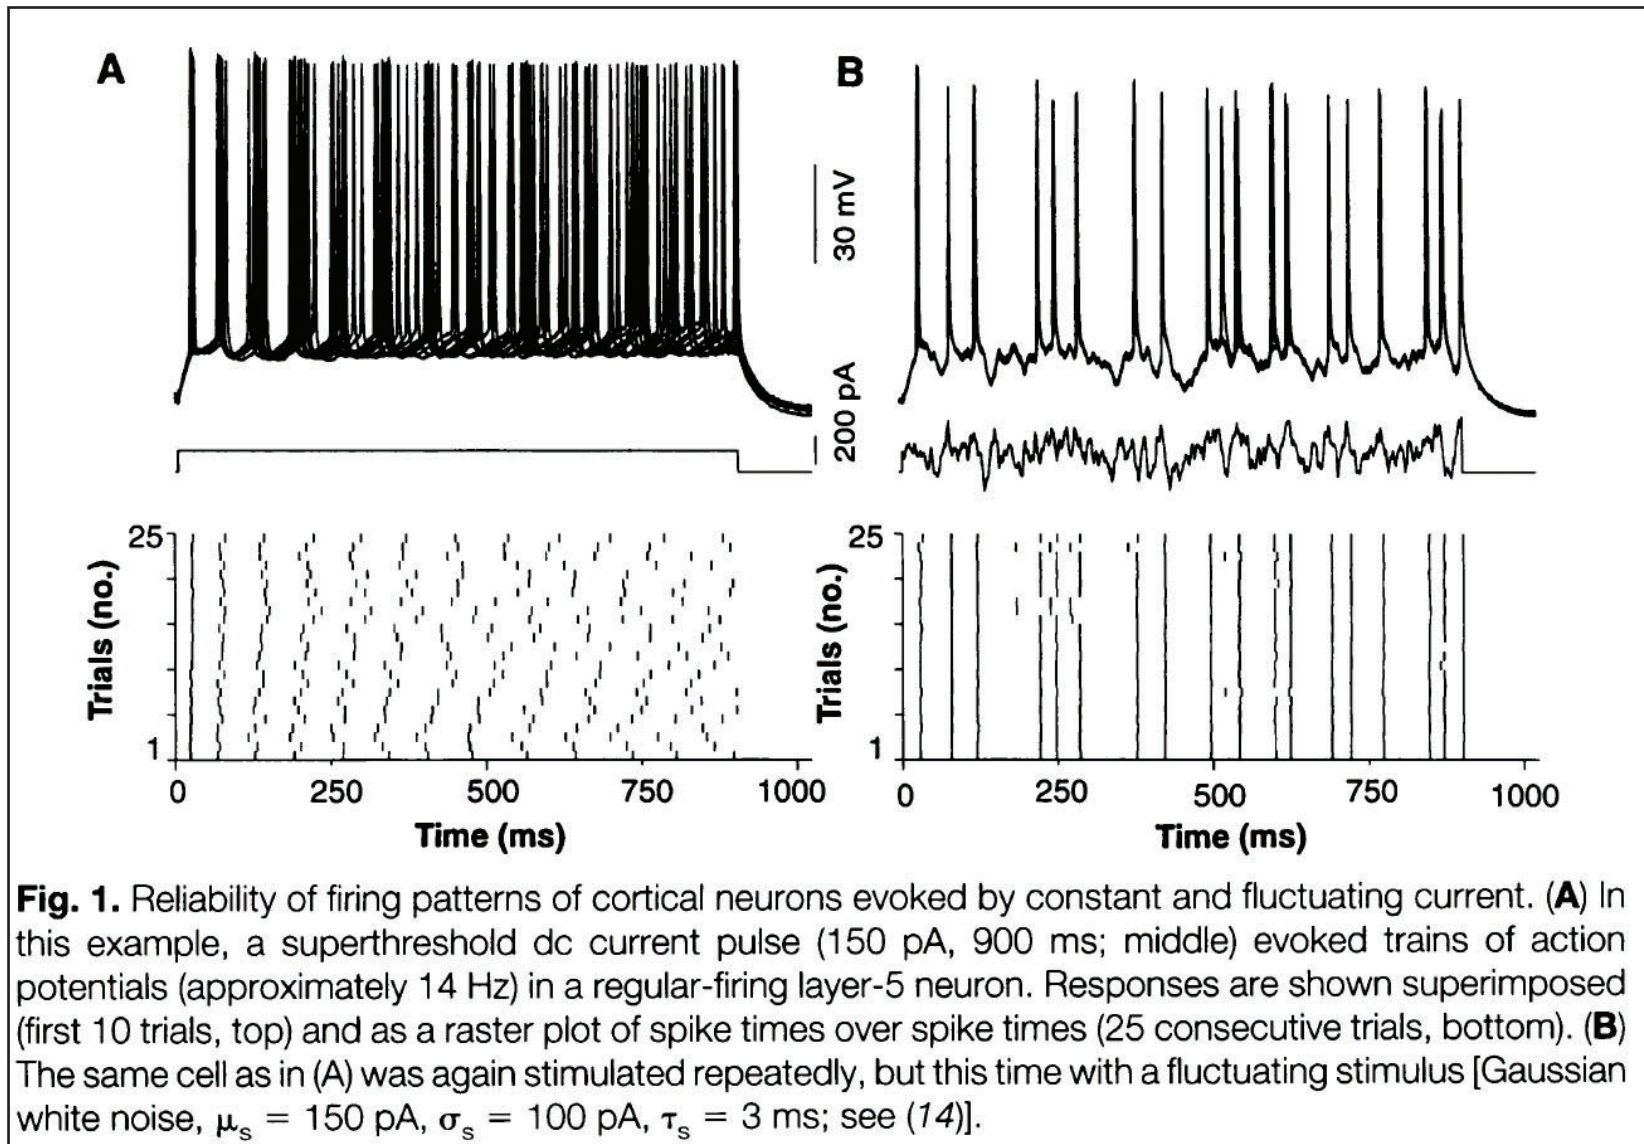 A
B
30 mV
200 pA
25
Trials (no.)
1
0 250 500 750 1000
Time (ms)
25
Trials (no.)
1
0 250 500 750 1000
Time (ms)
Fig. 1. Reliability of firing patterns of cortical neurons evoked by constant and fluctuating current. (A) In
this example, a superthreshold dc current pulse (150 pA, 900 ms; middle) evoked trains of action
potentials (approximately 14 Hz) in a regular-firing layer-5 neuron. Responses are shown superimposed
(first 10 trials, top) and as a raster plot of spike times over spike times (25 consecutive trials, bottom). (B)
The same cell as in (A) was again stimulated repeatedly, but this time with a fluctuating stimulus [Gaussian
white noise, μs = 150 pA, σs = 100 pA, τs = 3 ms; see (14)].